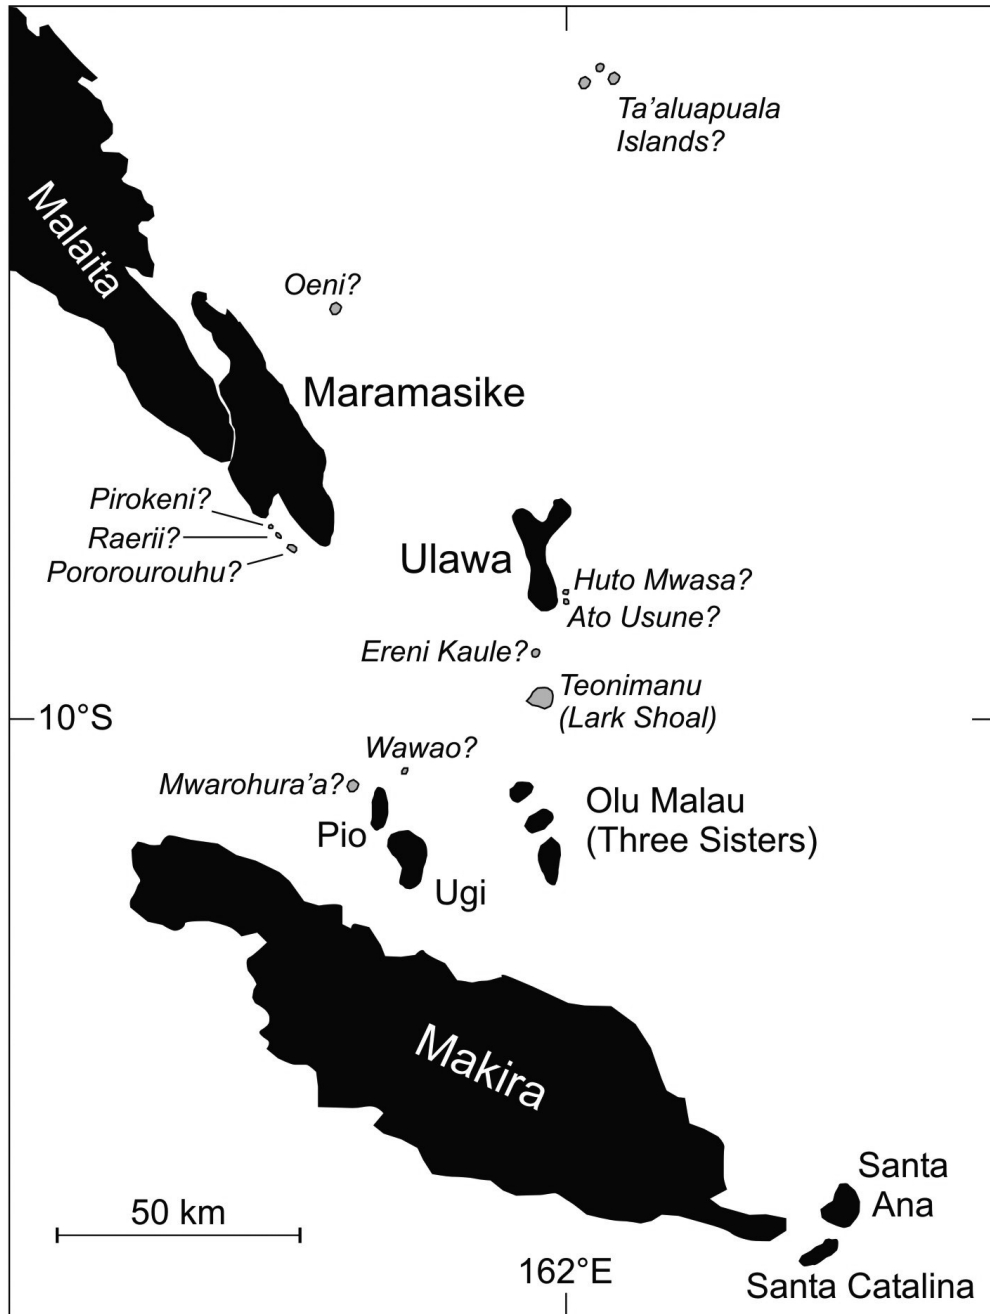 Ta’aluapuala
Islands?
Malaita
Oeni?
Maramasike
Pirokeni?
Raerii?
Pororourouhu?
Ulawa
Huto Mwasa?
Ato Usune?
Ereni Kaule?
Teonimanu
(Lark Shoal)
10°S
Wawao?
Mwarohura’a?
Pio
Ugi
Olu Malau
(Three Sisters)
Makira
Santa
Ana
Santa Catalina
50 km
162°E